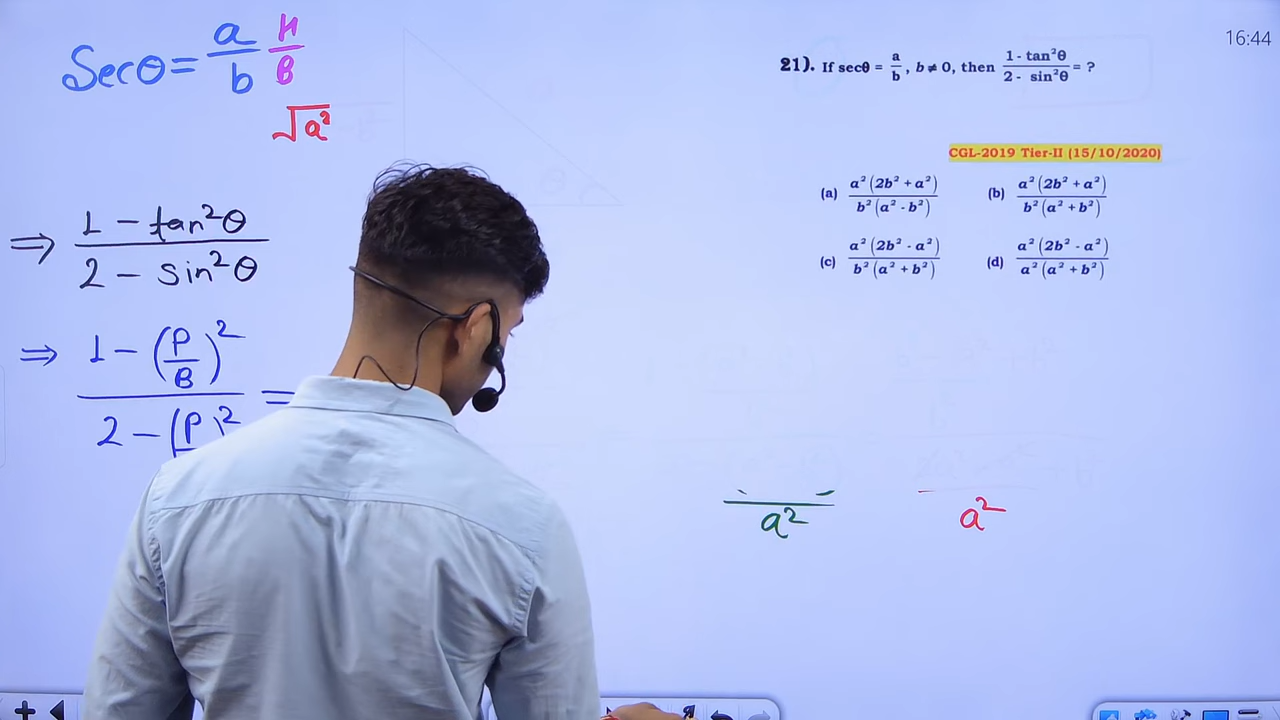 16:44
Secθ = a/b H/B
√a²
⇒ 1 - tan²θ / 2 - sin²θ
⇒ 1 - (P/B)² / 2 - (P )² =
21). If secθ = a/b , b ≠ 0, then 1 - tan²θ / 2 - sin²θ = ?
CGL-2019 Tier-II (15/10/2020)
(a) a² (2b² + a²) / b² (a² - b²) (b) a² (2b² + a²) / b² (a² + b²)
(c) a² (2b² - a²) / b² (a² + b²) (d) a² (2b² - a²) / a² (a² + b²)
a² a²